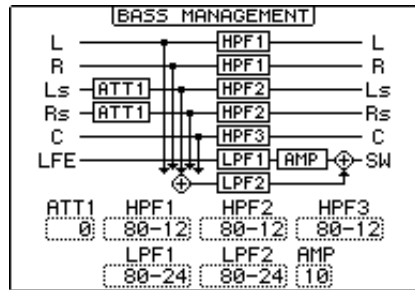 BASS MANAGEMENT
L HPF1 L
R HPF1 R
Ls ATT1 HPF2 Ls
Rs ATT1 HPF2 Rs
C HPF3 C
LFE LPF1 AMP SW
LPF2
ATT1 HPF1 HPF2 HPF3
0 80-12 80-12 80-12
LPF1 LPF2 AMP
80-24 80-24 10